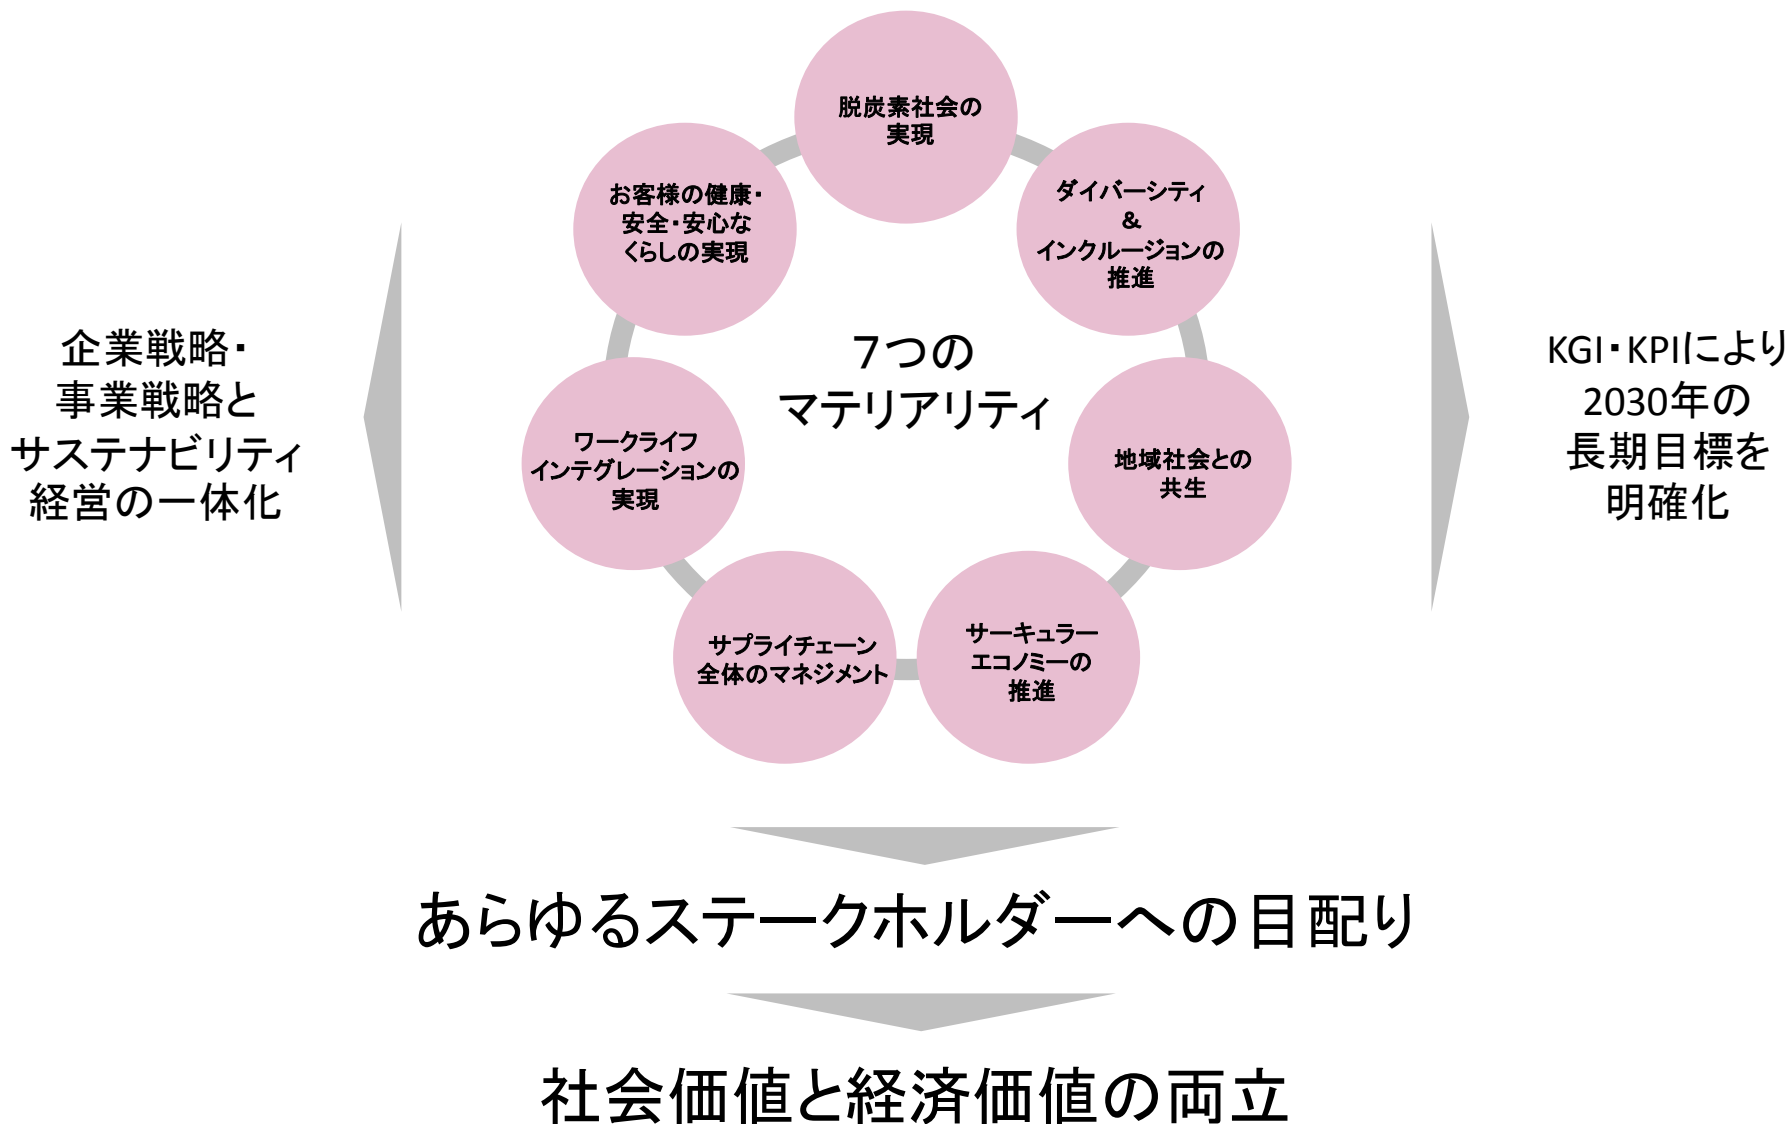 脱炭素社会の
実現
お客様の健康・
安全・安心な
くらしの実現
ダイバーシティ
&
インクルージョンの
推進
7つの
マテリアリティ
企業戦略・
事業戦略と
サステナビリティ
経営の一体化
KGI・KPIにより
2030年の
長期目標を
明確化
ワークライフ
インテグレーションの
実現
地域社会との
共生
サプライチェーン
全体のマネジメント
サーキュラー
エコノミーの
推進
あらゆるステークホルダーへの目配り
社会価値と経済価値の両立